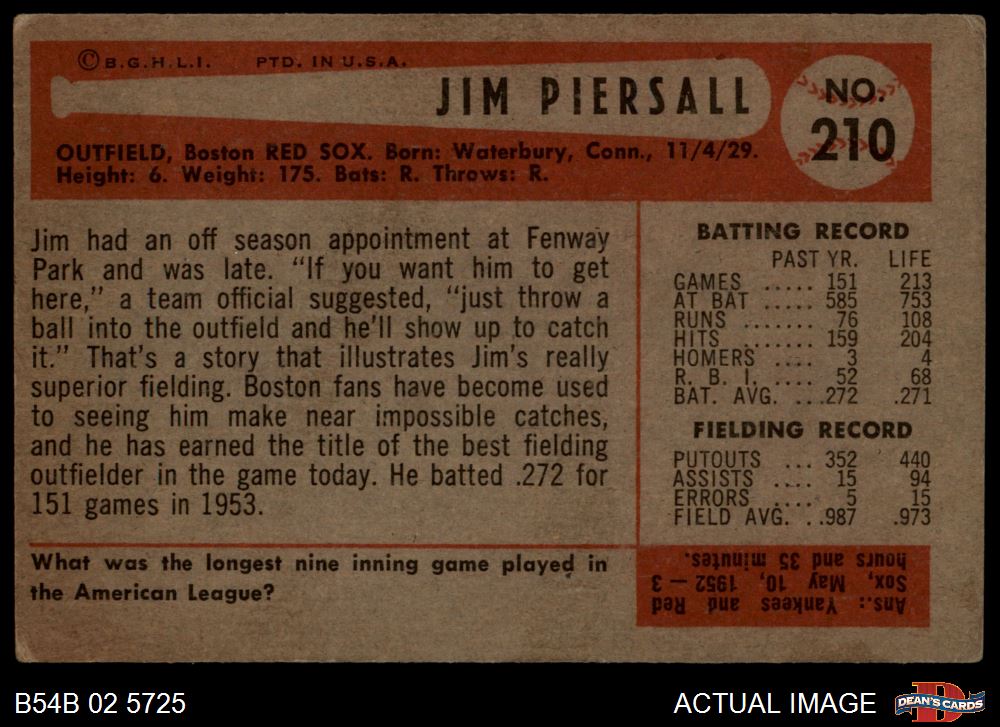 © B.G.H.L.I. PTD. IN U.S.A.
JIM PIERSALL
NO.
210
OUTFIELD, Boston RED SOX. Born: Waterbury, Conn., 11/4/29.
Height: 6. Weight: 175. Bats: R. Throws: R.
Jim had an off season appointment at Fenway
Park and was late. "If you want him to get
here," a team official suggested, "just throw a
ball into the outfield and he'll show up to catch
it." That's a story that illustrates Jim's really
superior fielding. Boston fans have become used
to seeing him make near impossible catches,
and he has earned the title of the best fielding
outfielder in the game today. He batted .272 for
151 games in 1953.
BATTING RECORD
PAST YR. LIFE
GAMES ..... 151 213
AT BAT ..... 585 753
RUNS ....... 76 108
HITS ....... 159 204
HOMERS .... 3 4
R. B. I. .... 52 68
BAT. AVG. ...272 .271
FIELDING RECORD
PUTOUTS ... 352 440
ASSISTS .... 15 94
ERRORS .... 5 15
FIELD AVG. ..987 .973
What was the longest nine inning game played in
the American League?
Ans.: Yankees and Red
Sox, May 10, 1952 — 3
hours and 35 minutes.
B54B 02 5725
ACTUAL IMAGE
D
DEAN'S CARDS